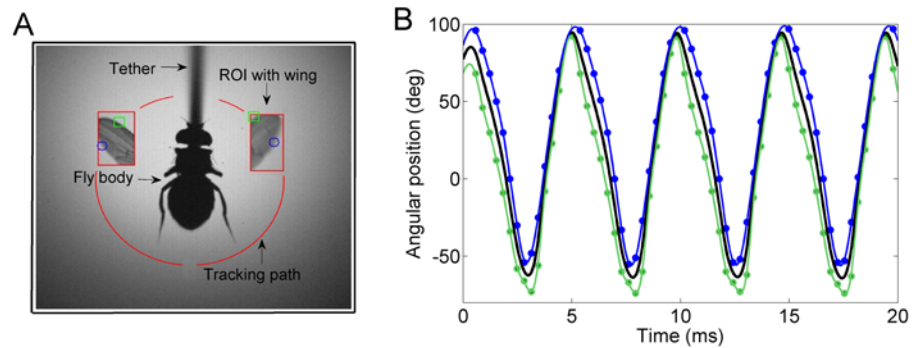 A
Tether
ROI with wing
Fly body
Tracking path
B
Angular position (deg)
100
50
0
-50
0
5
10
15
20
Time (ms)